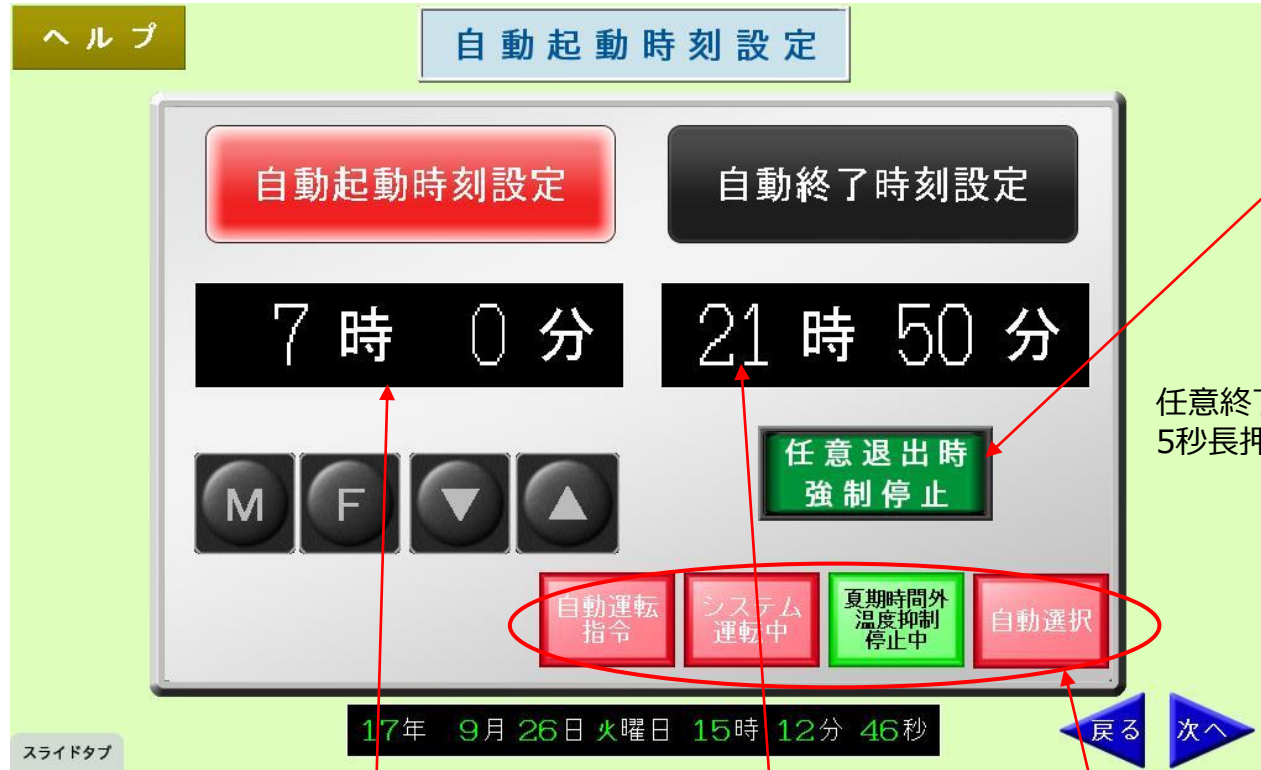 ヘルプ
自動起動時刻設定
自動起動時刻設定
自動終了時刻設定
7時 0分
21時 50分
任意終了
5秒長押
任意退出時
強制停止
M F ▼ ▲
自動運転
指令
システム
運転中
夏期時間外
温度抑制
停止中
自動選択
17年 9月26日火曜日 15時12分46秒
戻る
次へ
スライドタブ